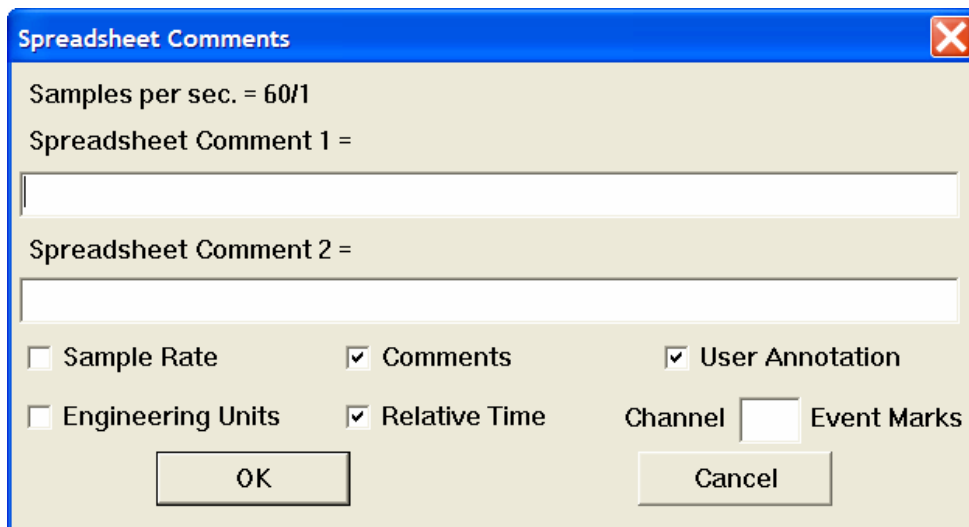 Spreadsheet Comments
Samples per sec. = 60/1
Spreadsheet Comment 1 =
Spreadsheet Comment 2 =
Sample Rate Comments User Annotation
Engineering Units Relative Time Channel Event Marks
OK Cancel